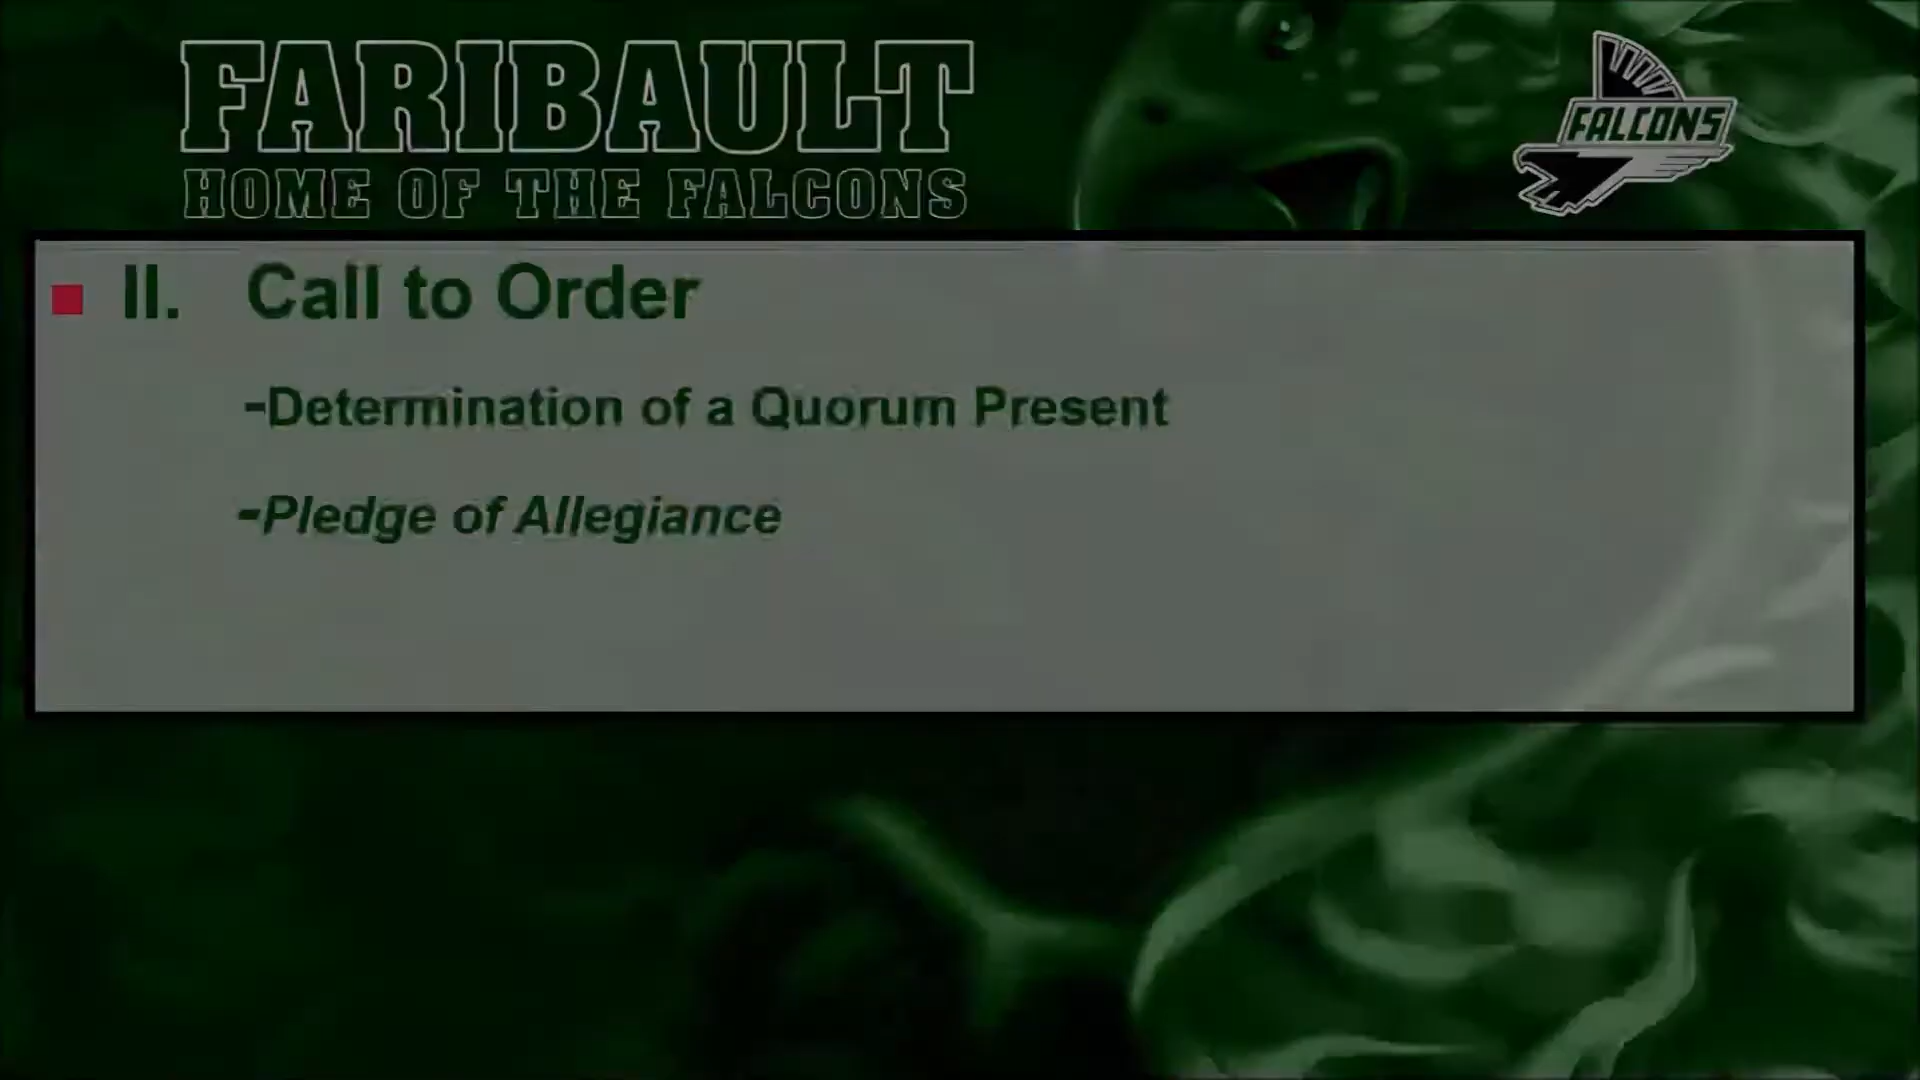 FARIBAULT
HOME OF THE FALCONS
FALCONS
II. Call to Order
-Determination of a Quorum Present
-Pledge of Allegiance